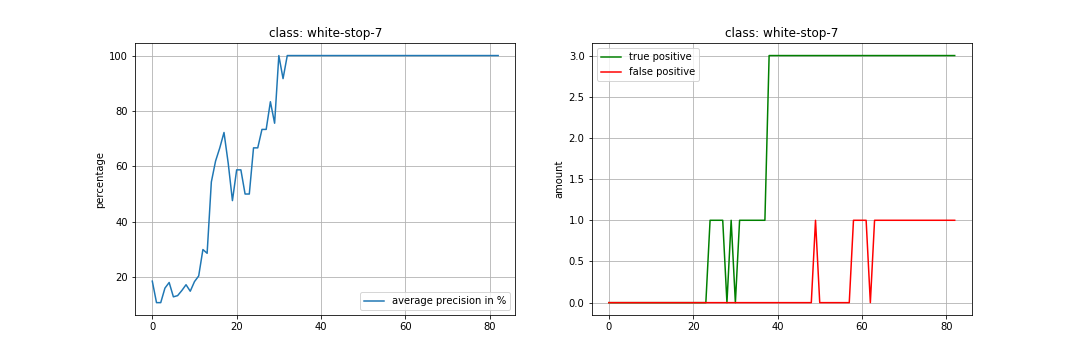 class: white-stop-7
percentage
100
80
60
40
20
0 20 40 60 80
average precision in %
class: white-stop-7
amount
3.0
2.5
2.0
1.5
1.0
0.5
0.0
0 20 40 60 80
true positive
false positive